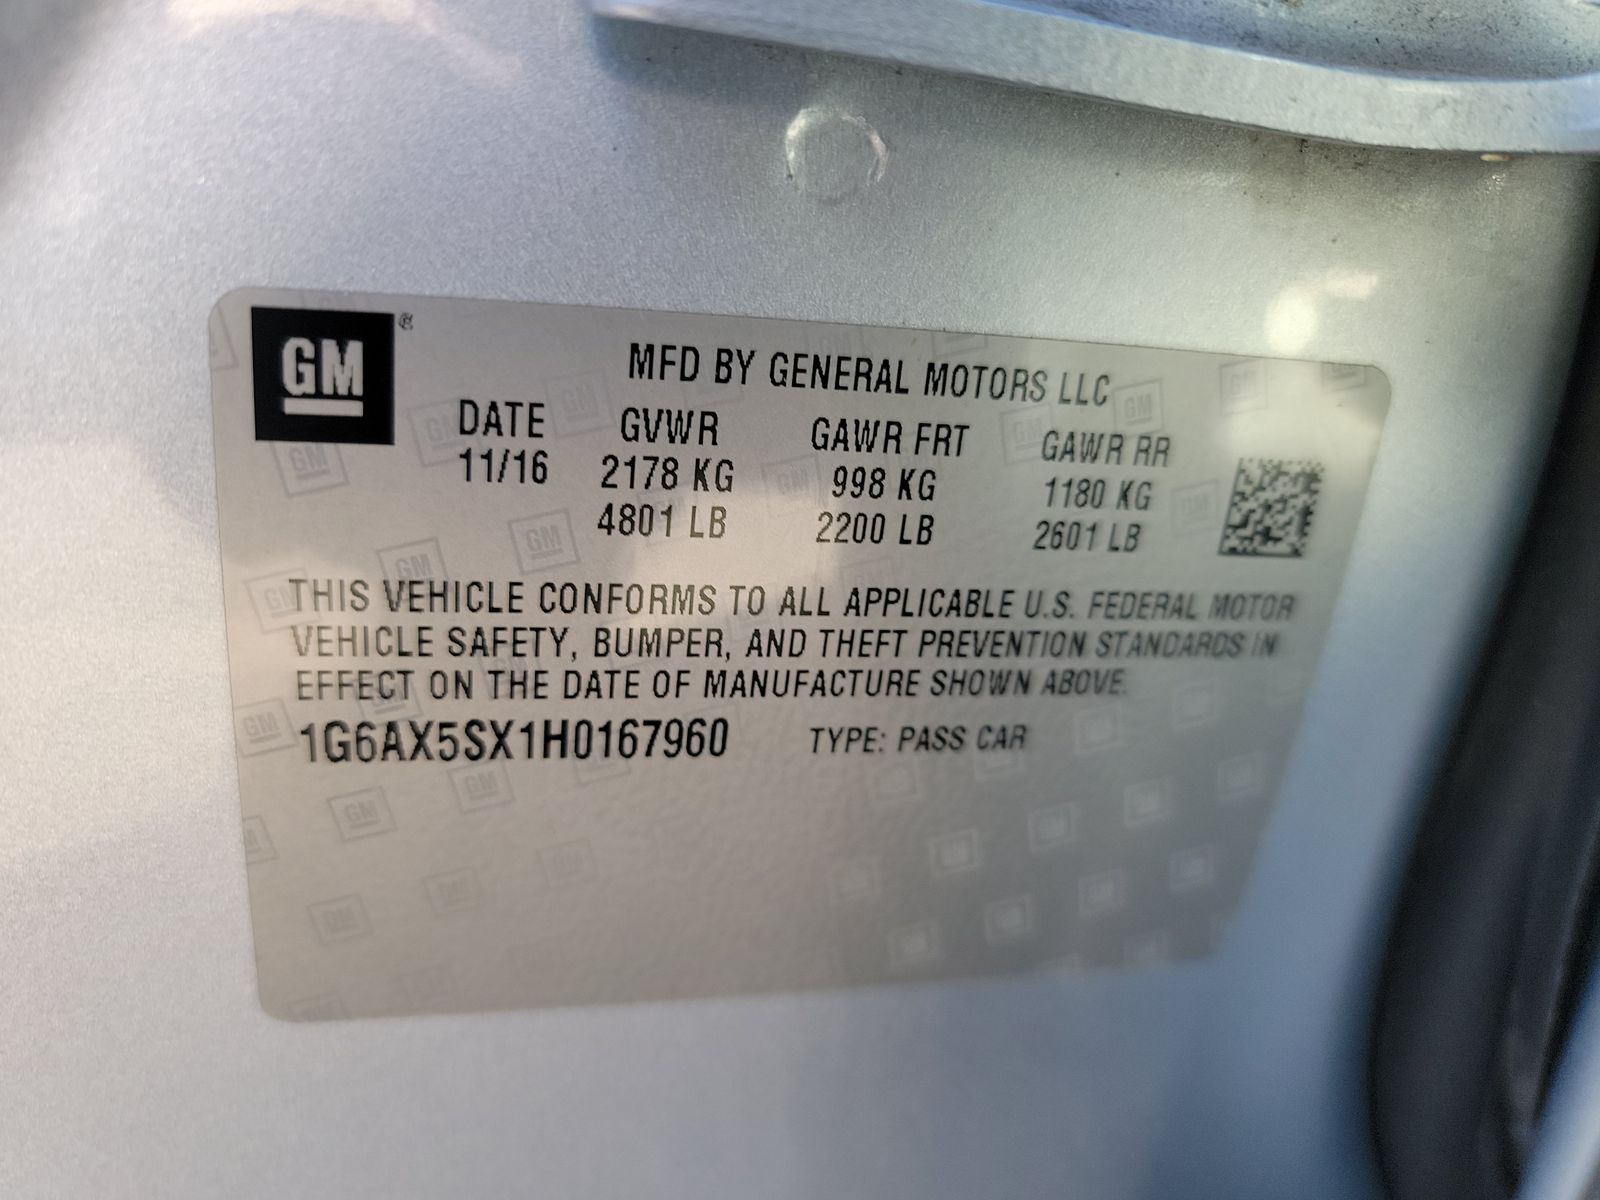 GM ®
MFD BY GENERAL MOTORS LLC
DATE GVWR GAWR FRT GAWR RR
11/16 2178 KG 998 KG 1180 KG
4801 LB 2200 LB 2601 LB
THIS VEHICLE CONFORMS TO ALL APPLICABLE U.S. FEDERAL MOTOR
VEHICLE SAFETY, BUMPER, AND THEFT PREVENTION STANDARDS IN
EFFECT ON THE DATE OF MANUFACTURE SHOWN ABOVE.
1G6AX5SX1H0167960 TYPE: PASS CAR